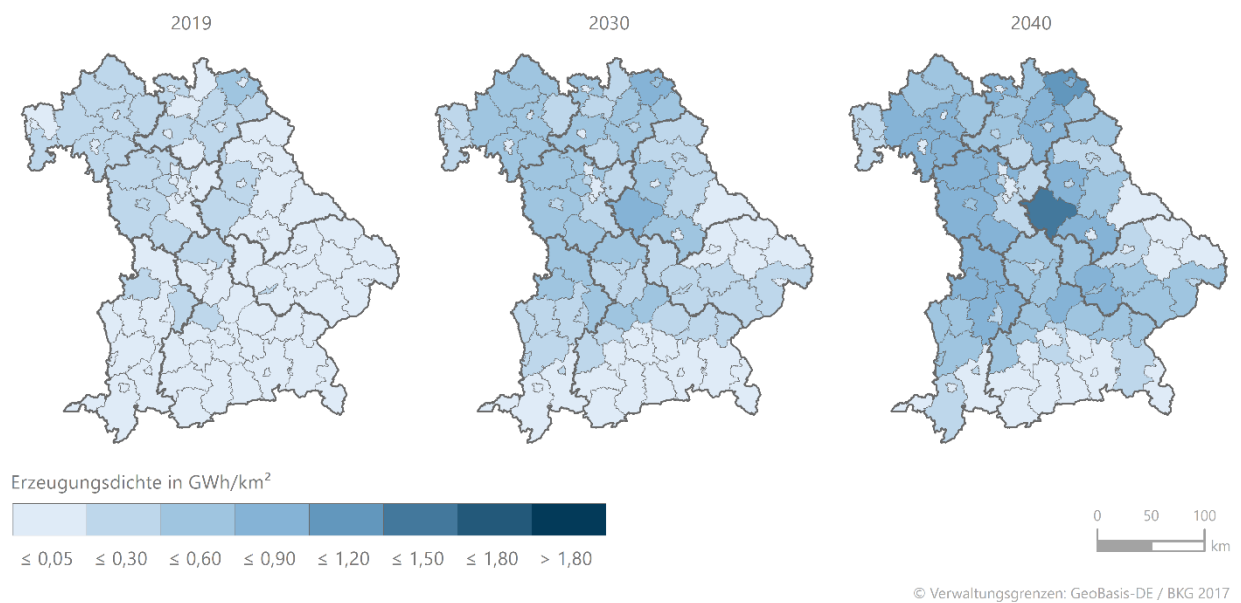 2019
2030
2040
Erzeugungsdichte in GWh/km²
≤ 0,05 ≤ 0,30 ≤ 0,60 ≤ 0,90 ≤ 1,20 ≤ 1,50 ≤ 1,80 > 1,80
0 50 100
km
© Verwaltungsgrenzen: GeoBasis-DE / BKG 2017